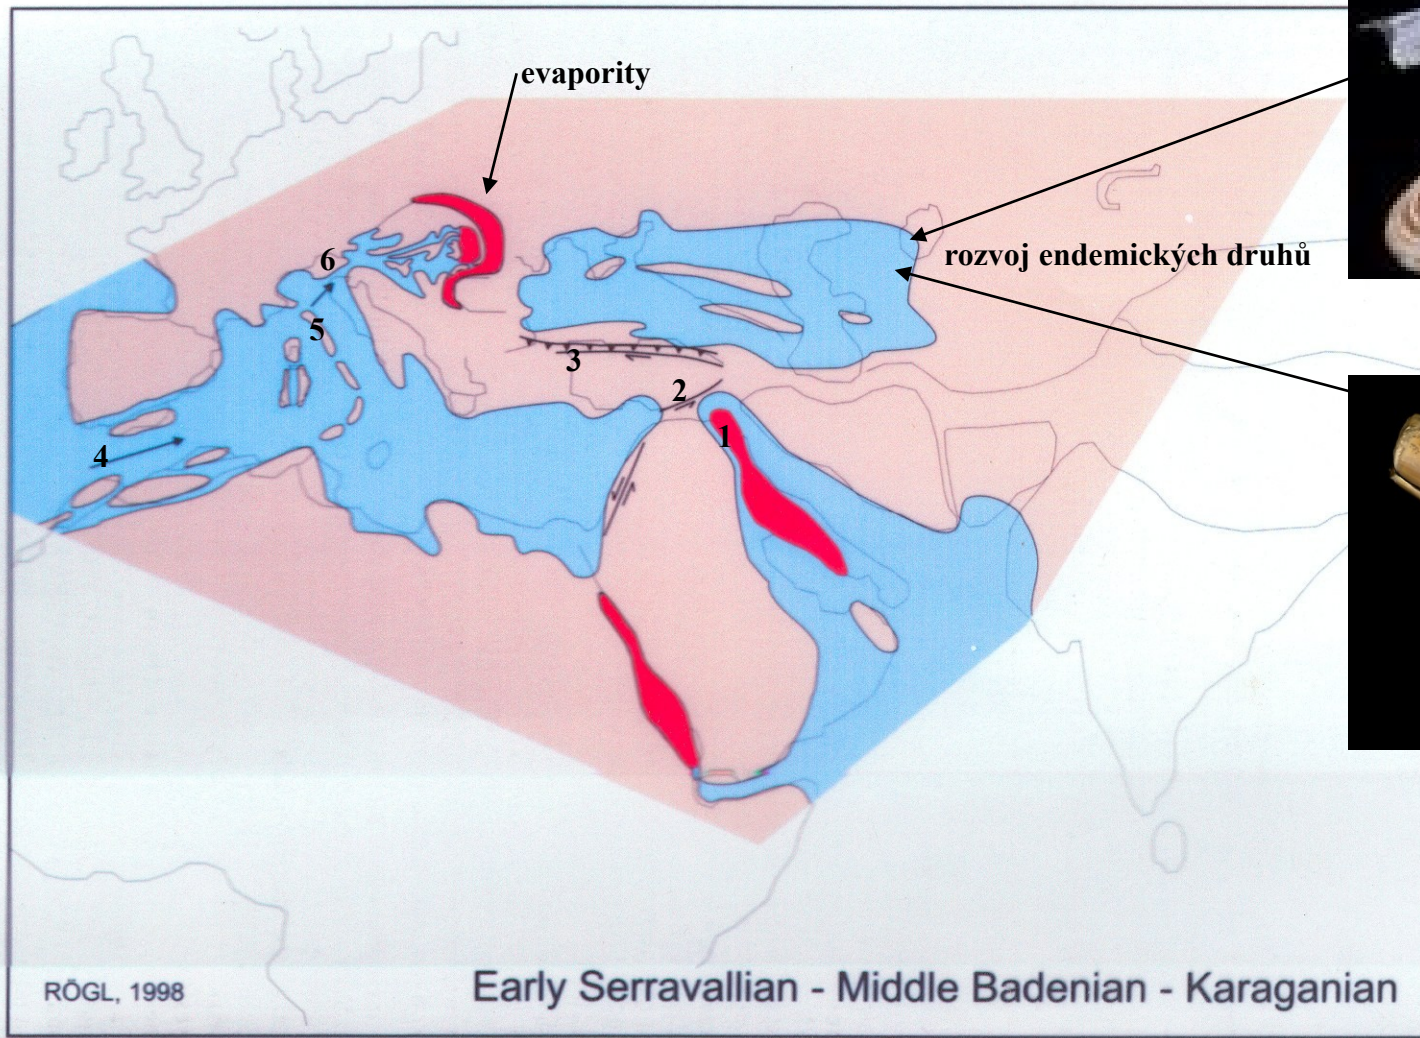 evapority
rozvoj endemických druhů
6
5
3
2
1
4
RÖGL, 1998
Early Serravallian - Middle Badenian - Karaganian